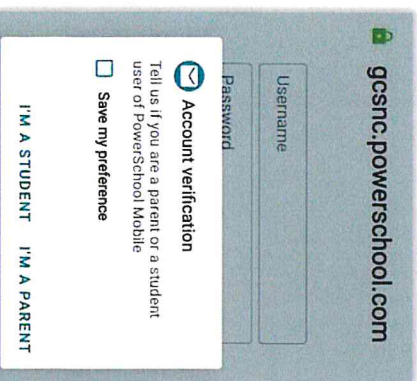 gcsnc.powerschool.com
Username
Password
Account verification
Tell us if you are a parent or a student
user of PowerSchool Mobile
Save my preference
I'M A STUDENT I'M A PARENT